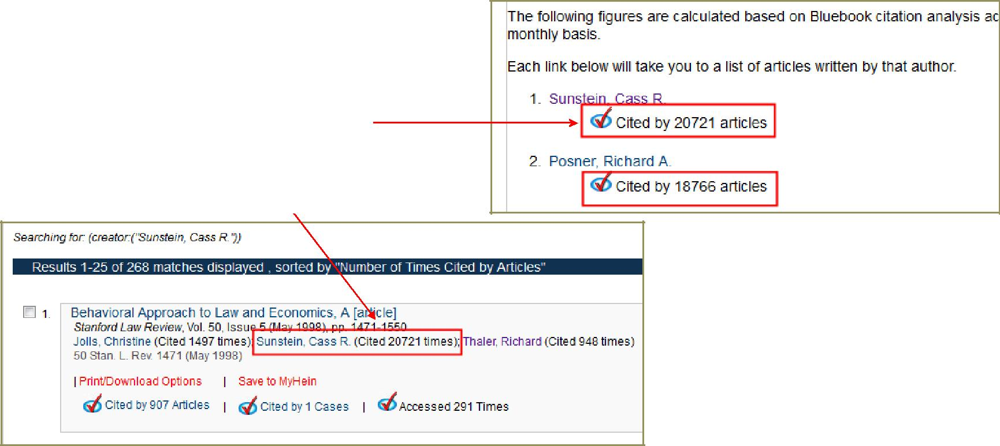 The following figures are calculated based on Bluebook citation analysis ac
monthly basis.
Each link below will take you to a list of articles written by that author.
1. Sunstein, Cass R.
Cited by 20721 articles
2. Posner, Richard A.
Cited by 18766 articles
Searching for: (creator:("Sunstein, Cass R."))
Results 1-25 of 268 matches displayed , sorted by "Number of Times Cited by Articles"
1. Behavioral Approach to Law and Economics, A [article]
Stanford Law Review, Vol. 50, Issue 5 (May 1998), pp. 1471-1550
Jolls, Christine (Cited 1497 times); Sunstein, Cass R. (Cited 20721 times); Thaler, Richard (Cited 948 times)
50 Stan. L. Rev. 1471 (May 1998)
| Print/Download Options | Save to MyHein
Cited by 907 Articles | Cited by 1 Cases | Accessed 291 Times